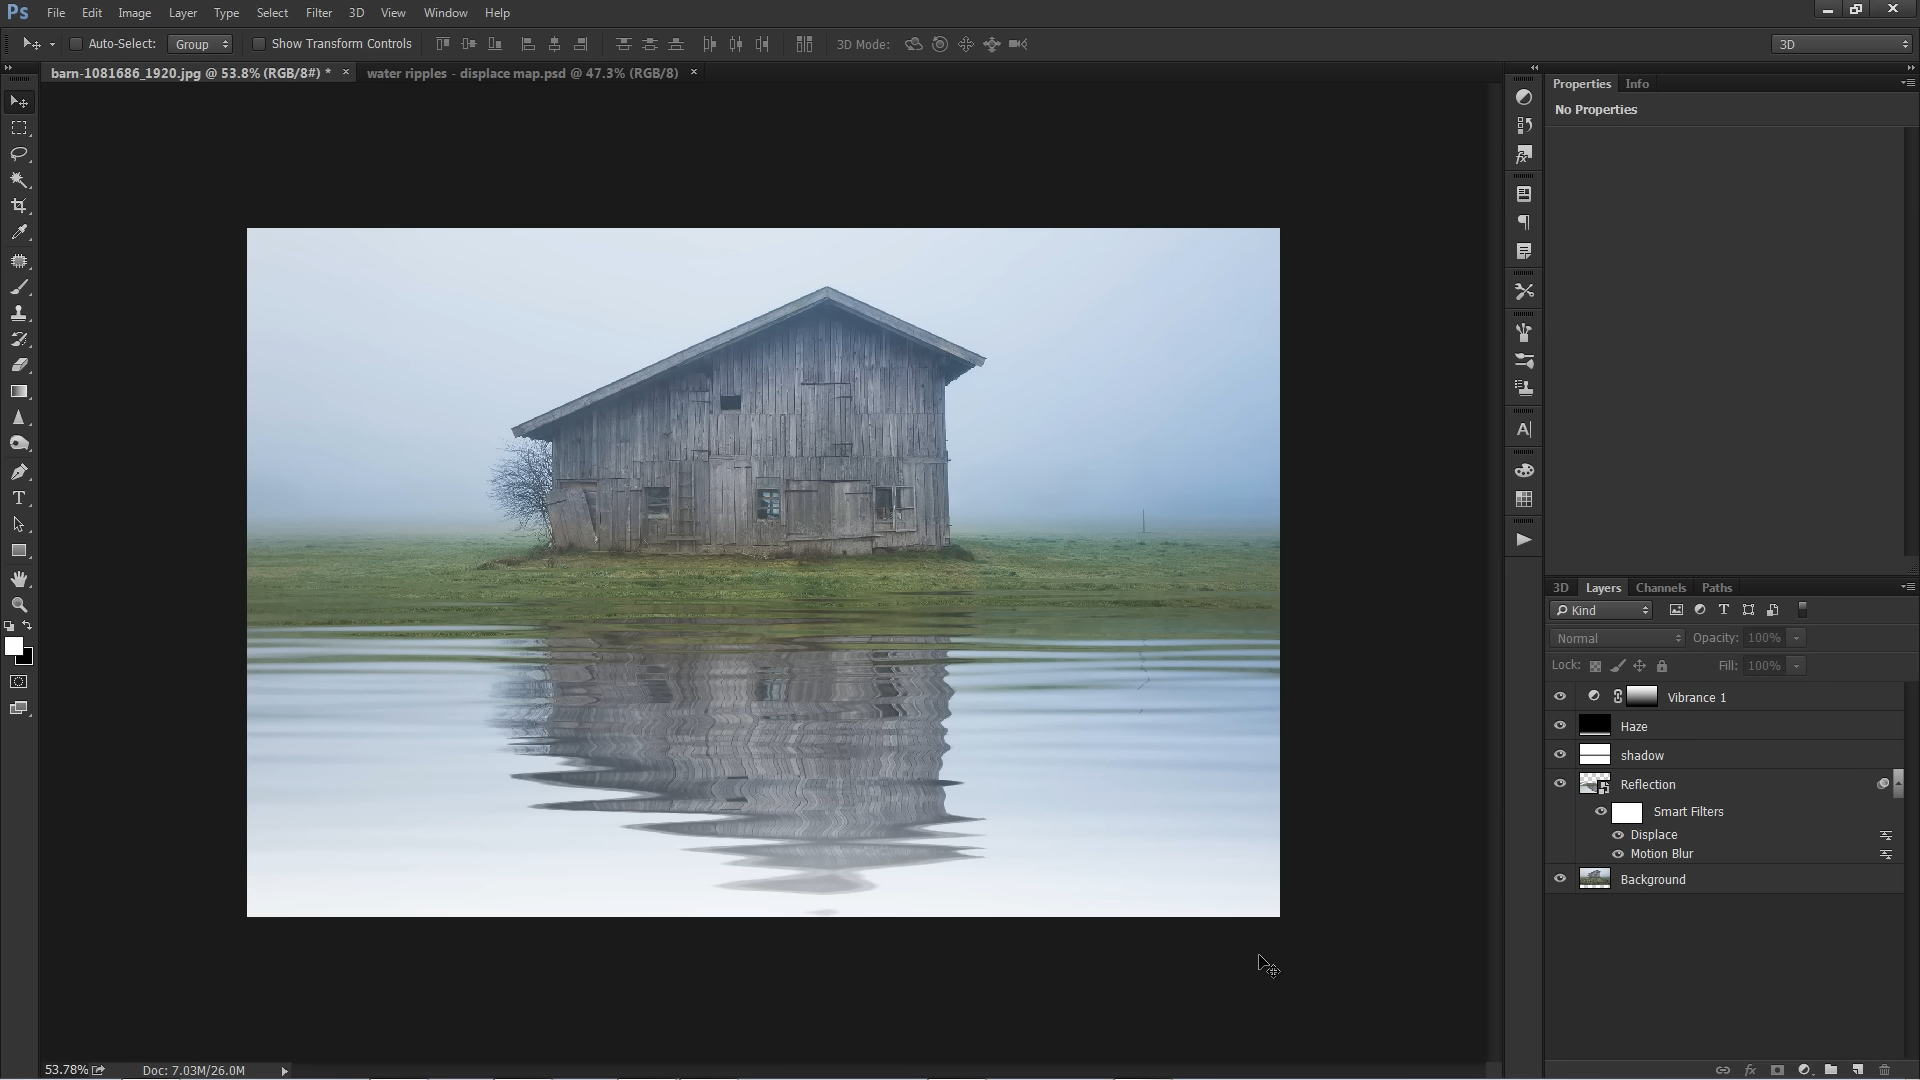 Ps File Edit Image Layer Type Select Filter 3D View Window Help
Auto-Select: Group Show Transform Controls 3D Mode: 3D
barn-1081686_1920.jpg @ 53.8% (RGB/8#) * × water ripples - displace map.psd @ 47.3% (RGB/8) ×
Properties Info
No Properties
3D Layers Channels Paths
Kind
Normal Opacity: 100%
Lock: Fill: 100%
Vibrance 1
Haze
shadow
Reflection
Smart Filters
Displace
Motion Blur
Background
53.78% Doc: 7.03M/26.0M